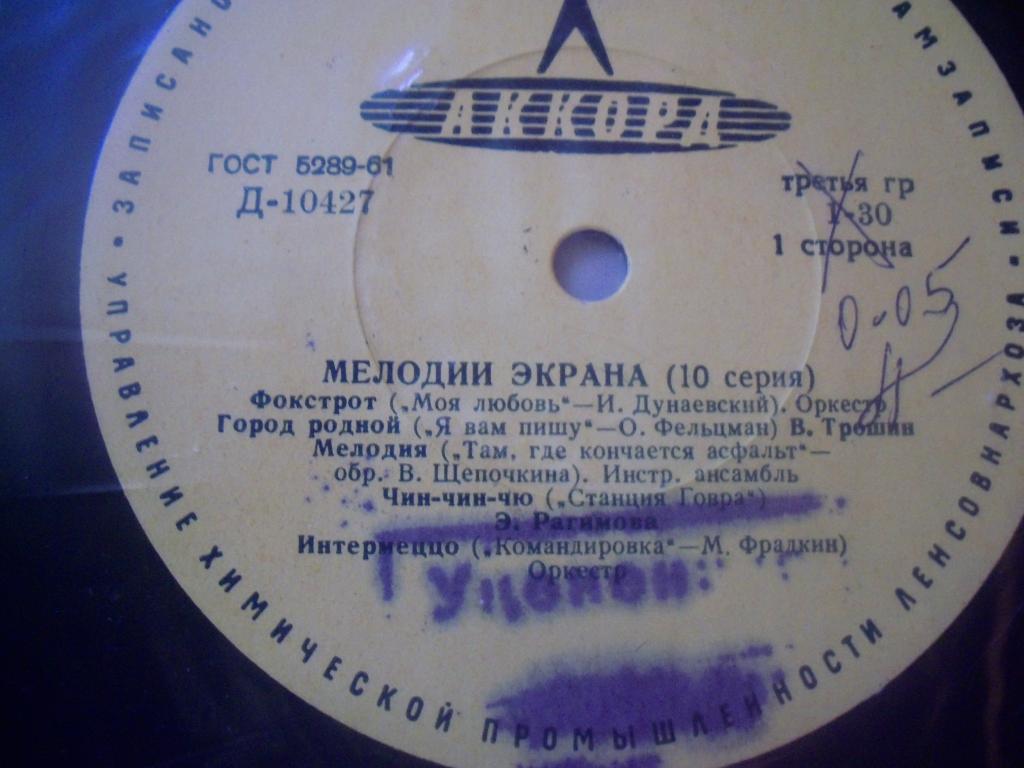 АККОРД
ГОСТ 5289-61
Д-10427
третья гр
1-30
1 сторона
0-05
МЕЛОДИИ ЭКРАНА (10 серия)
Фокстрот („Моя любовь“—И. Дунаевский). Оркестр
Город родной („Я вам пишу“—О. Фельцман) В. Трошин
Мелодия („Там, где кончается асфальт“—
обр. В. Щепочкина). Инстр. ансамбль
Чин-чин-чю („Станция Говра“)
Э. Рагимова
Интермеццо („Командировка“—М. Фрадкин)
Оркестр
Уценен
УПРАВЛЕНИЕ ХИМИЧЕСКОЙ ПРОМЫШЛЕННОСТИ ЛЕНСОВНАРХОЗА • ЗАПИСАНО
АМЗАПИСИ •